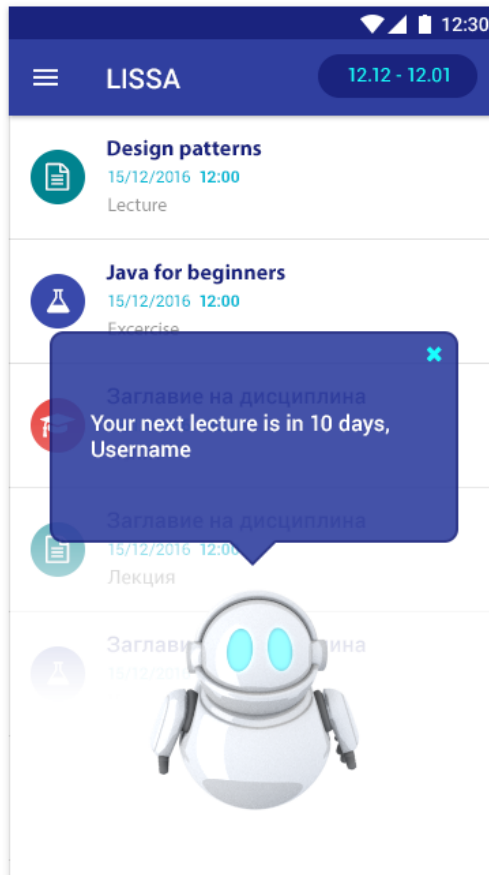 12:30
LISSA
12.12 - 12.01
Design patterns
15/12/2016 12:00
Lecture
Java for beginners
15/12/2016 12:00
Excercise
Заглавие на дисциплина
Your next lecture is in 10 days,
Username
Заглавие на дисциплина
15/12/2016 12:00
Лекция